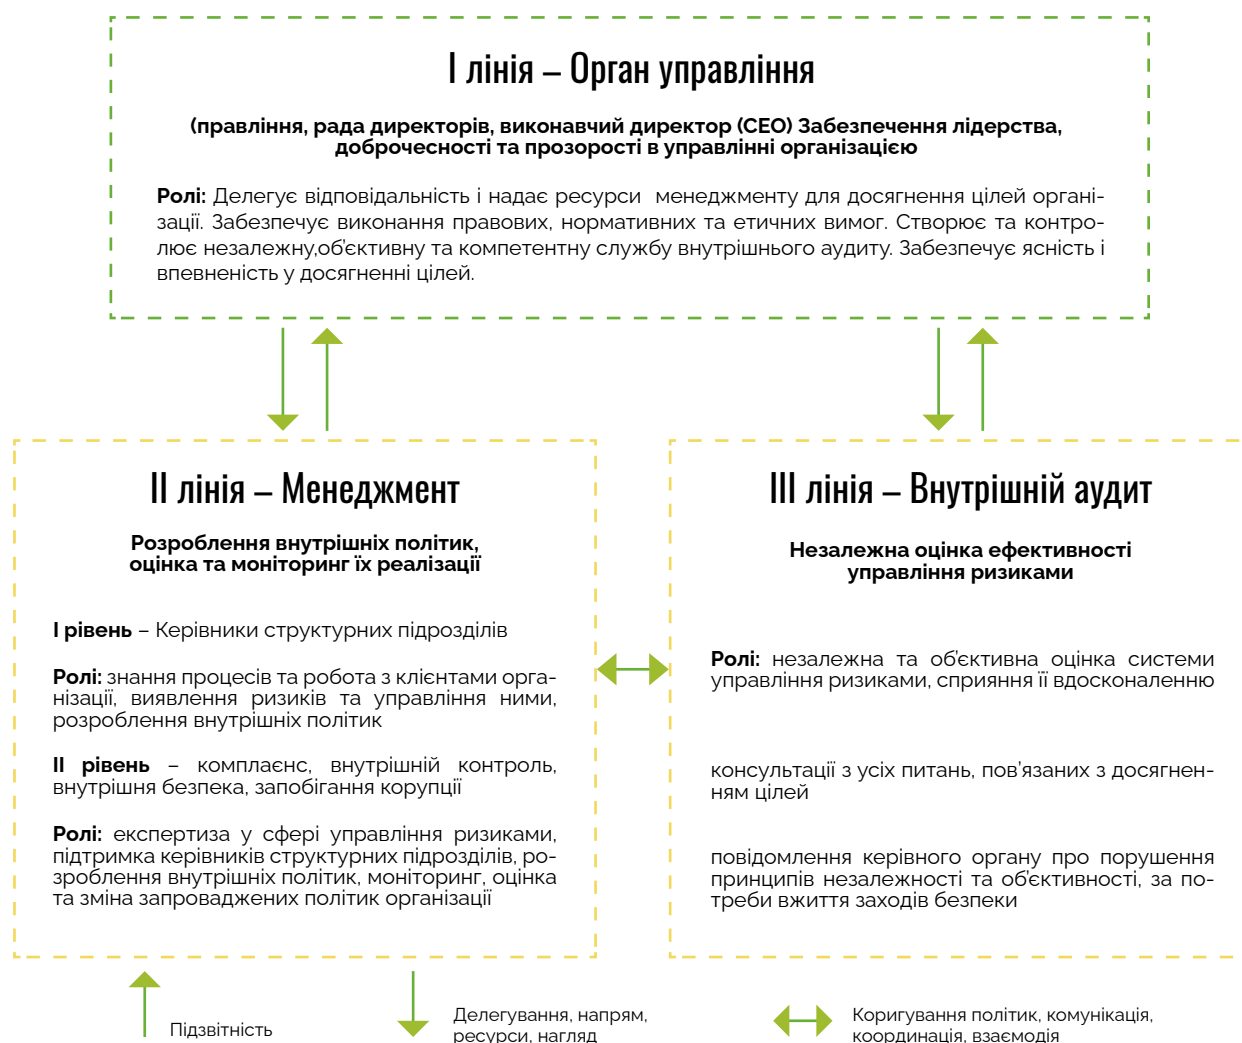 І лінія – Орган управління
(правління, рада директорів, виконавчий директор (СЕО) Забезпечення лідерства,
доброчесності та прозорості в управлінні організацією
Ролі: Делегує відповідальність і надає ресурси менеджменту для досягнення цілей органі-
зації. Забезпечує виконання правових, нормативних та етичних вимог. Створює та контро-
лює незалежну,об'єктивну та компетентну службу внутрішнього аудиту. Забезпечує ясність і
впевненість у досягненні цілей.
ІІ лінія – Менеджмент
Розроблення внутрішніх політик,
оцінка та моніторинг їх реалізації
І рівень – Керівники структурних підрозділів
Ролі: знання процесів та робота з клієнтами орга-
нізації, виявлення ризиків та управління ними,
розроблення внутрішніх політик
ІІ рівень – комплаєнс, внутрішній контроль,
внутрішня безпека, запобігання корупції
Ролі: експертиза у сфері управління ризиками,
підтримка керівників структурних підрозділів, ро-
зроблення внутрішніх політик, моніторинг, оцінка
та зміна запроваджених політик організації
ІІІ лінія – Внутрішній аудит
Незалежна оцінка ефективності
управління ризиками
Ролі: незалежна та об'єктивна оцінка системи
управління ризиками, сприяння її вдосконаленню
консультації з усіх питань, пов'язаних з досягнен-
ням цілей
повідомлення керівного органу про порушення
принципів незалежності та об'єктивності, за по-
треби вжиття заходів безпеки
Підзвітність
Делегування, напрям,
ресурси, нагляд
Коригування політик, комунікація,
координація, взаємодія